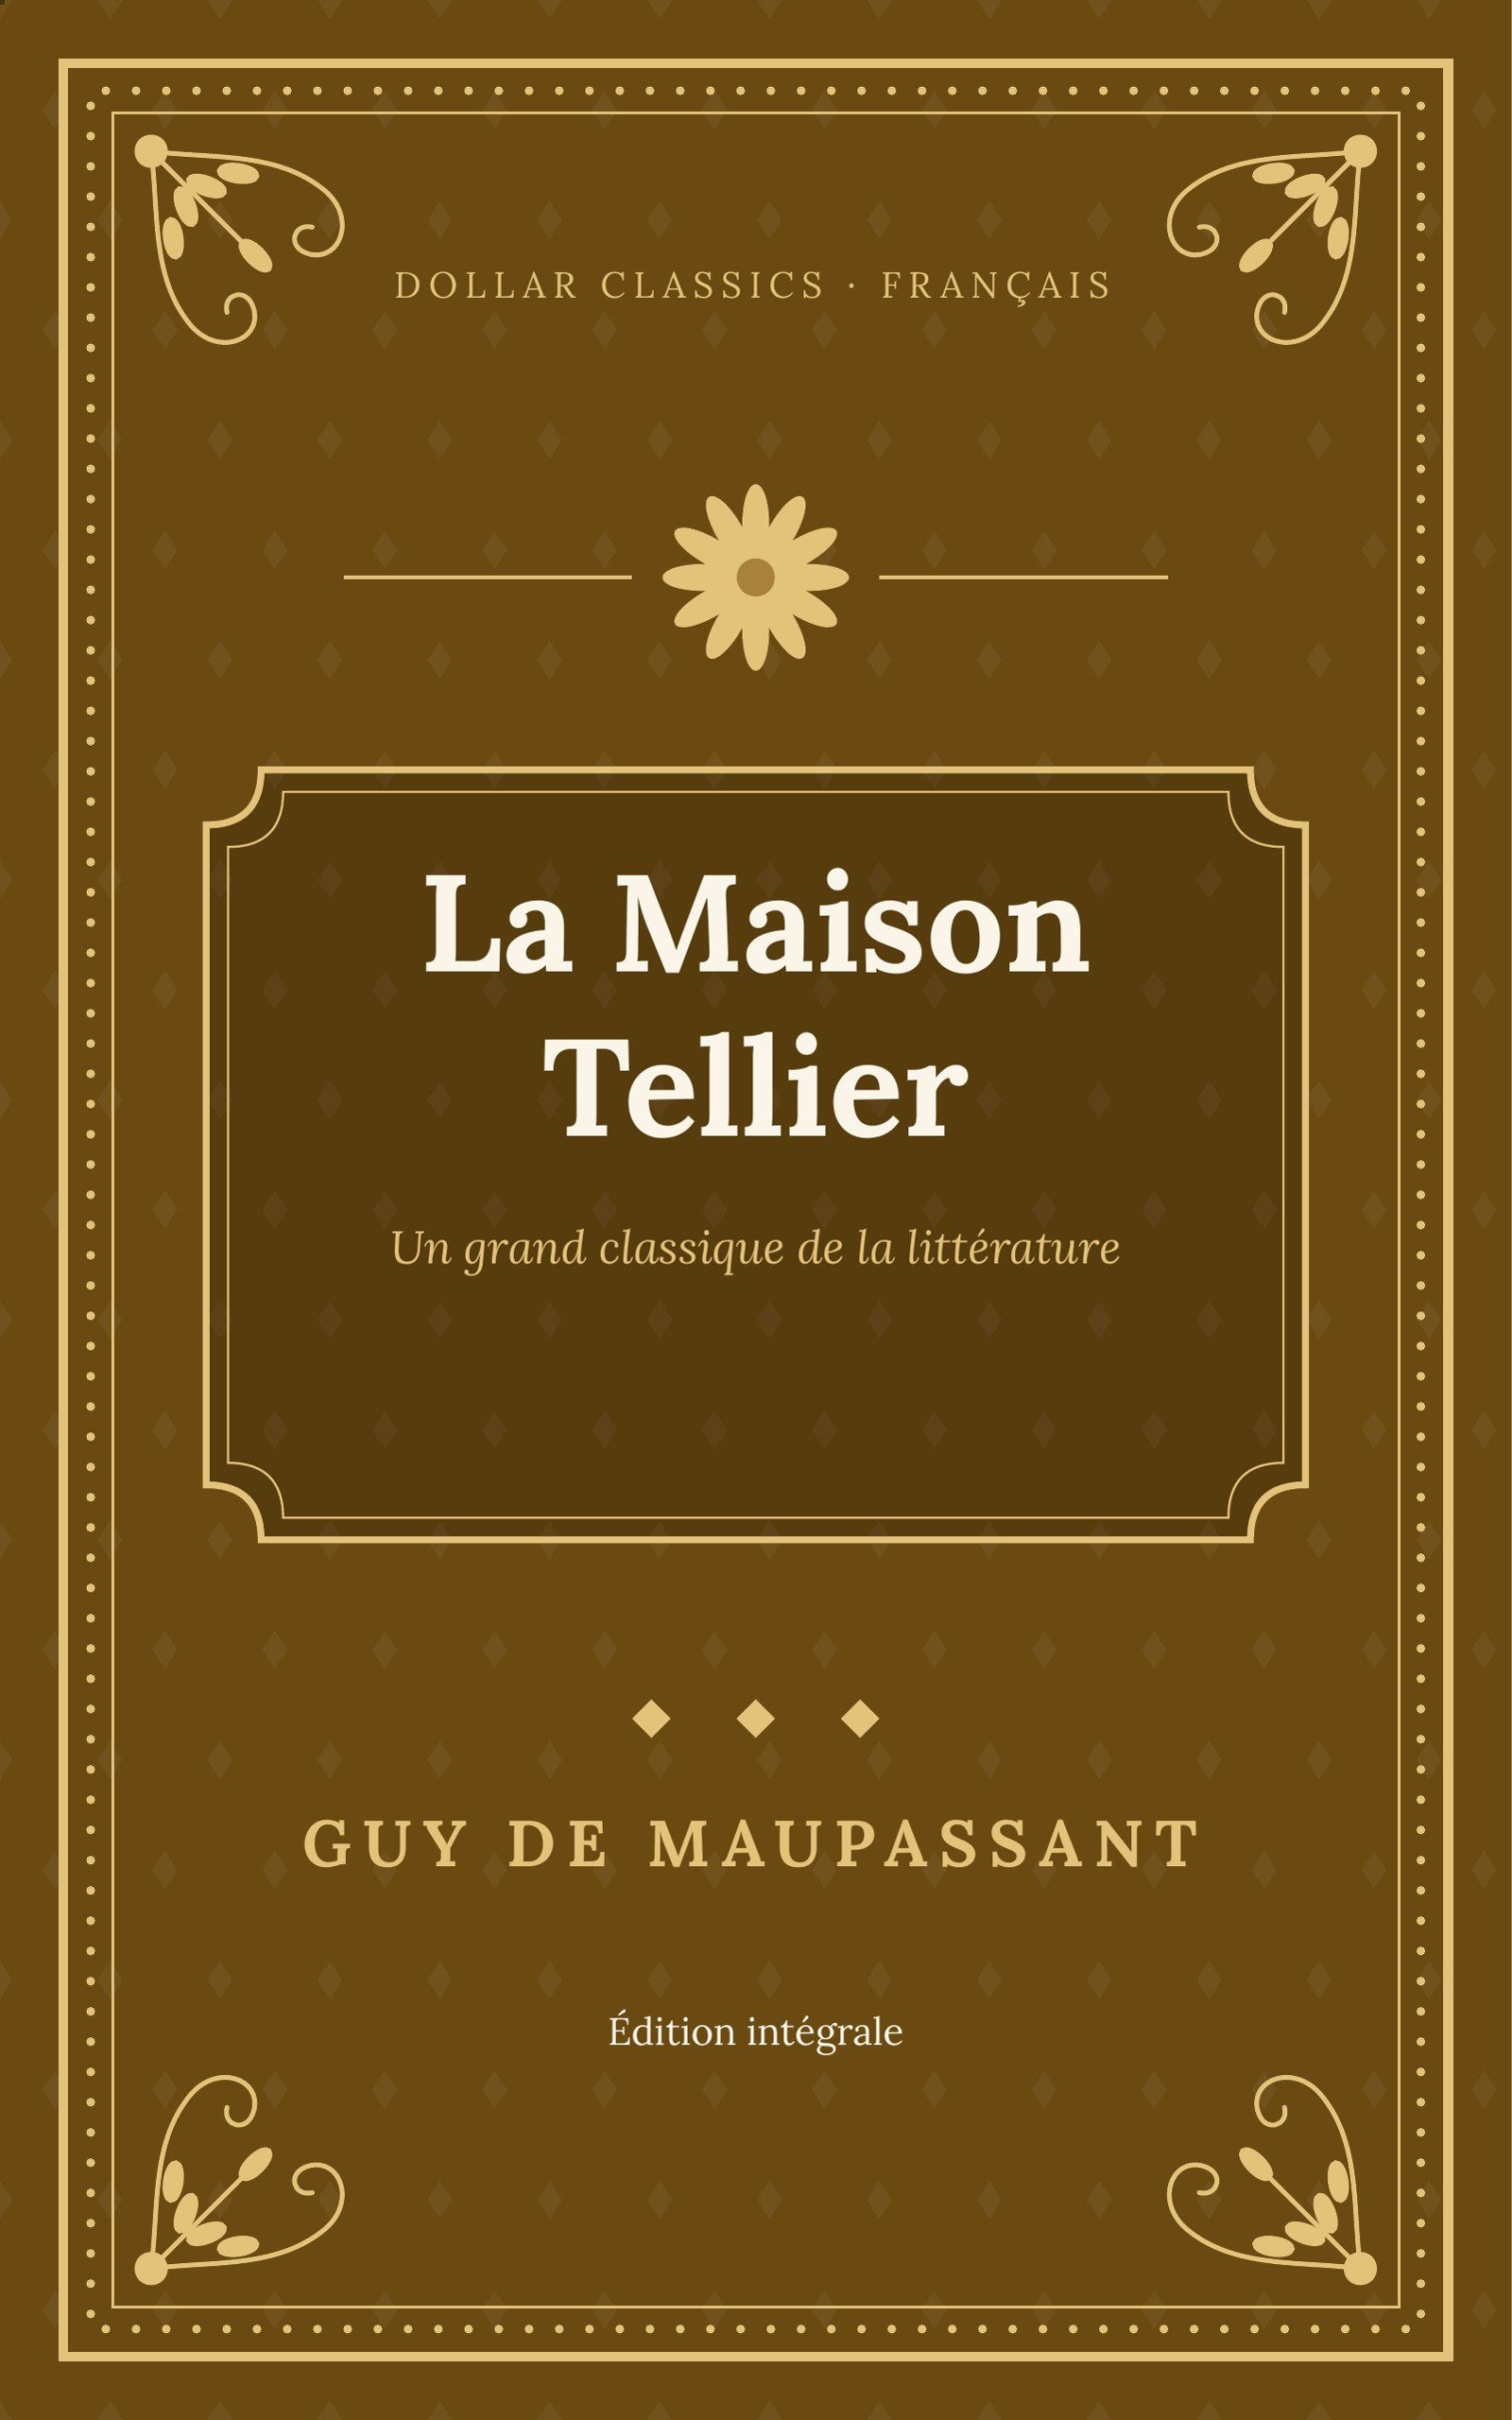 DOLLAR CLASSICS · FRANÇAIS
La Maison
Tellier
Un grand classique de la littérature
GUY DE MAUPASSANT
Édition intégrale